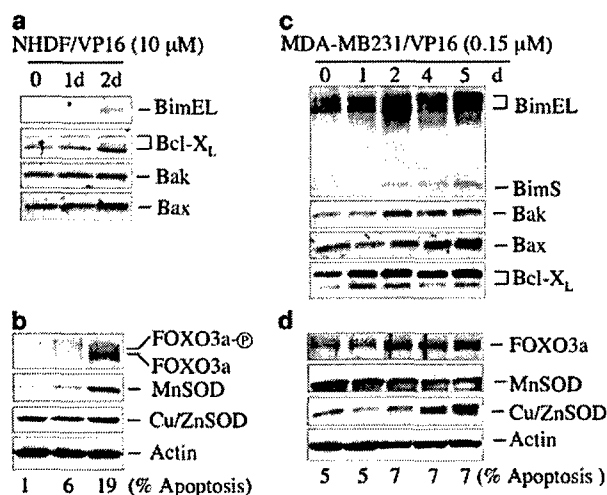 a
NHDF/VP16 (10 μM)
0 1d 2d
BimEL
Bcl-X_L
Bak
Bax
b
FOXO3a-Ⓟ
FOXO3a
MnSOD
Cu/ZnSOD
Actin
1 6 19 (% Apoptosis)
c
MDA-MB231/VP16 (0.15 μM)
0 1 2 4 5 d
BimEL
BimS
Bak
Bax
Bcl-X_L
d
FOXO3a
MnSOD
Cu/ZnSOD
Actin
5 5 7 7 7 (% Apoptosis)